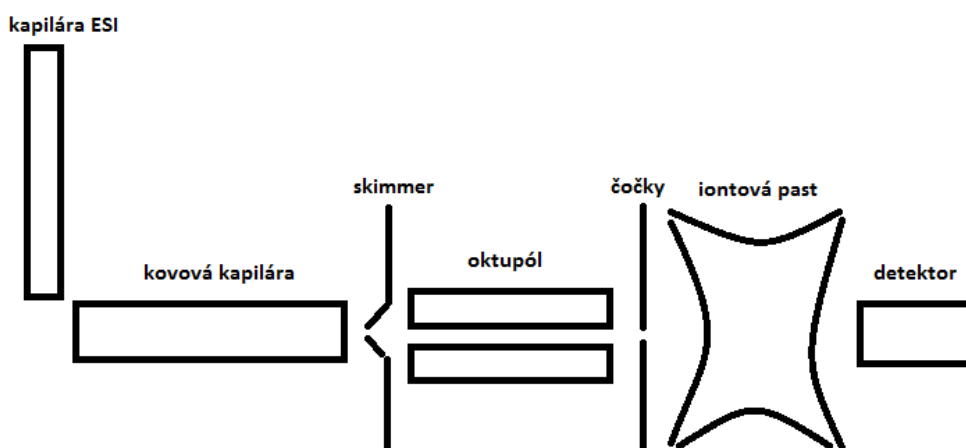 kapilára ESI
skimmer
čočky
iontová past
kovová kapilára
oktupól
detektor